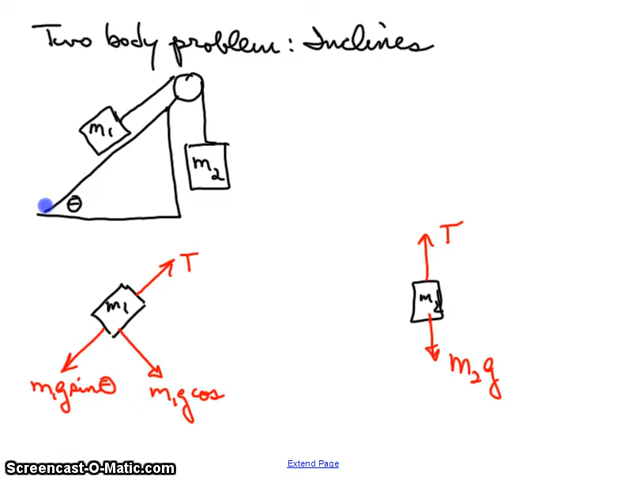 Two body problem: Inclines
m1
m2
θ
T
m1
m1g sinθ
m1g cos
T
m2
m2g
Extend Page
Screencast-O-Matic.com